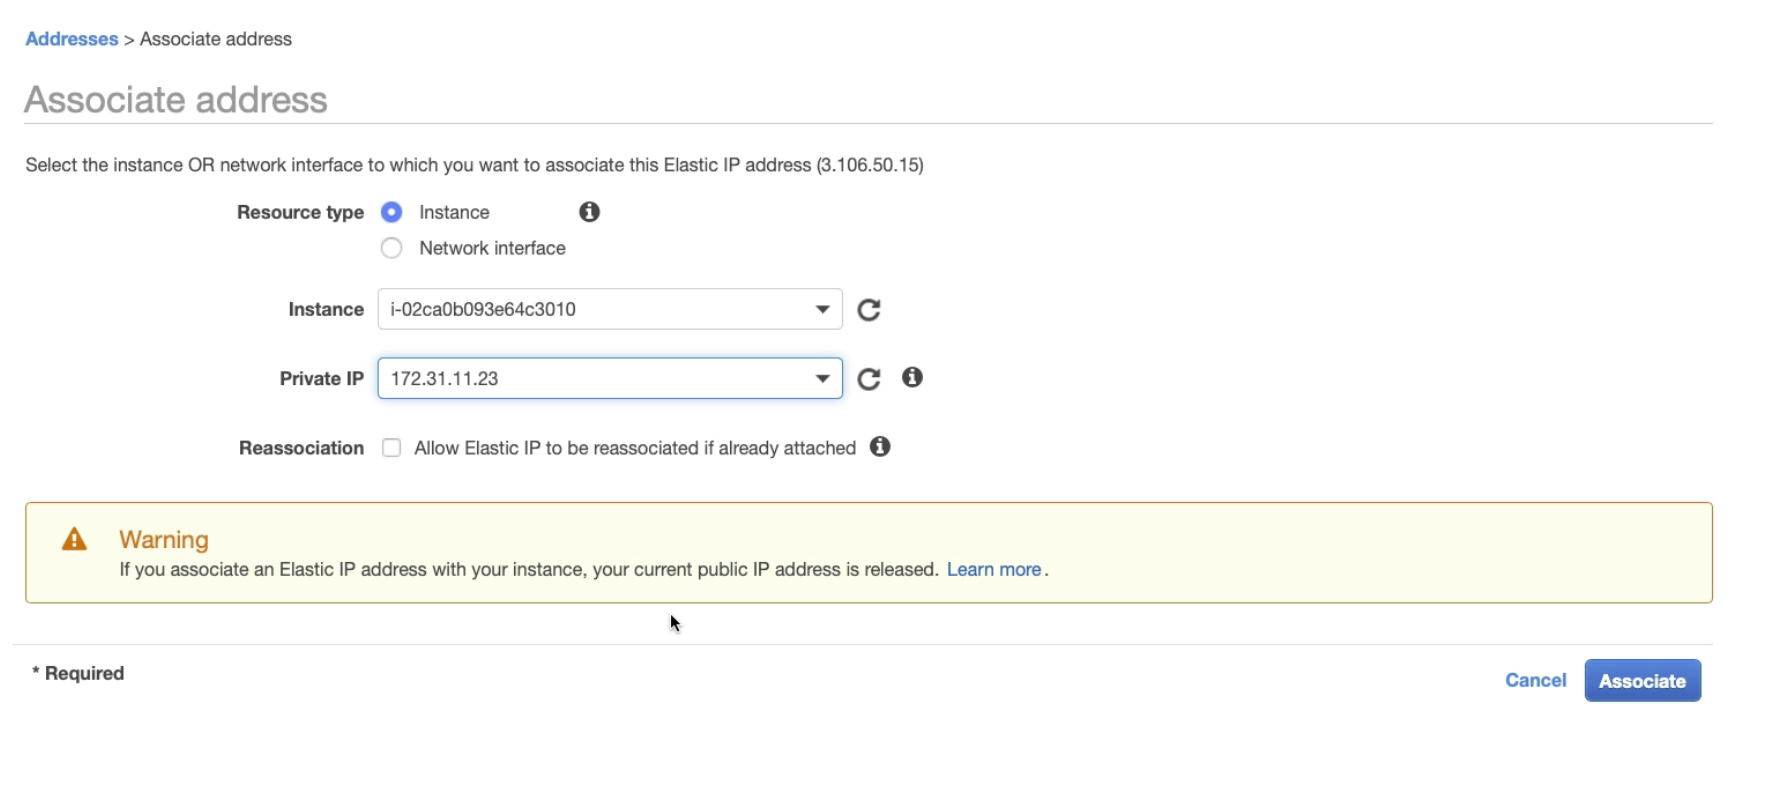 Addresses > Associate address
Associate address
Select the instance OR network interface to which you want to associate this Elastic IP address (3.106.50.15)
Resource type Instance
Network interface
Instance i-02ca0b093e64c3010
Private IP 172.31.11.23
Reassociation Allow Elastic IP to be reassociated if already attached
Warning
If you associate an Elastic IP address with your instance, your current public IP address is released. Learn more.
* Required
Cancel Associate